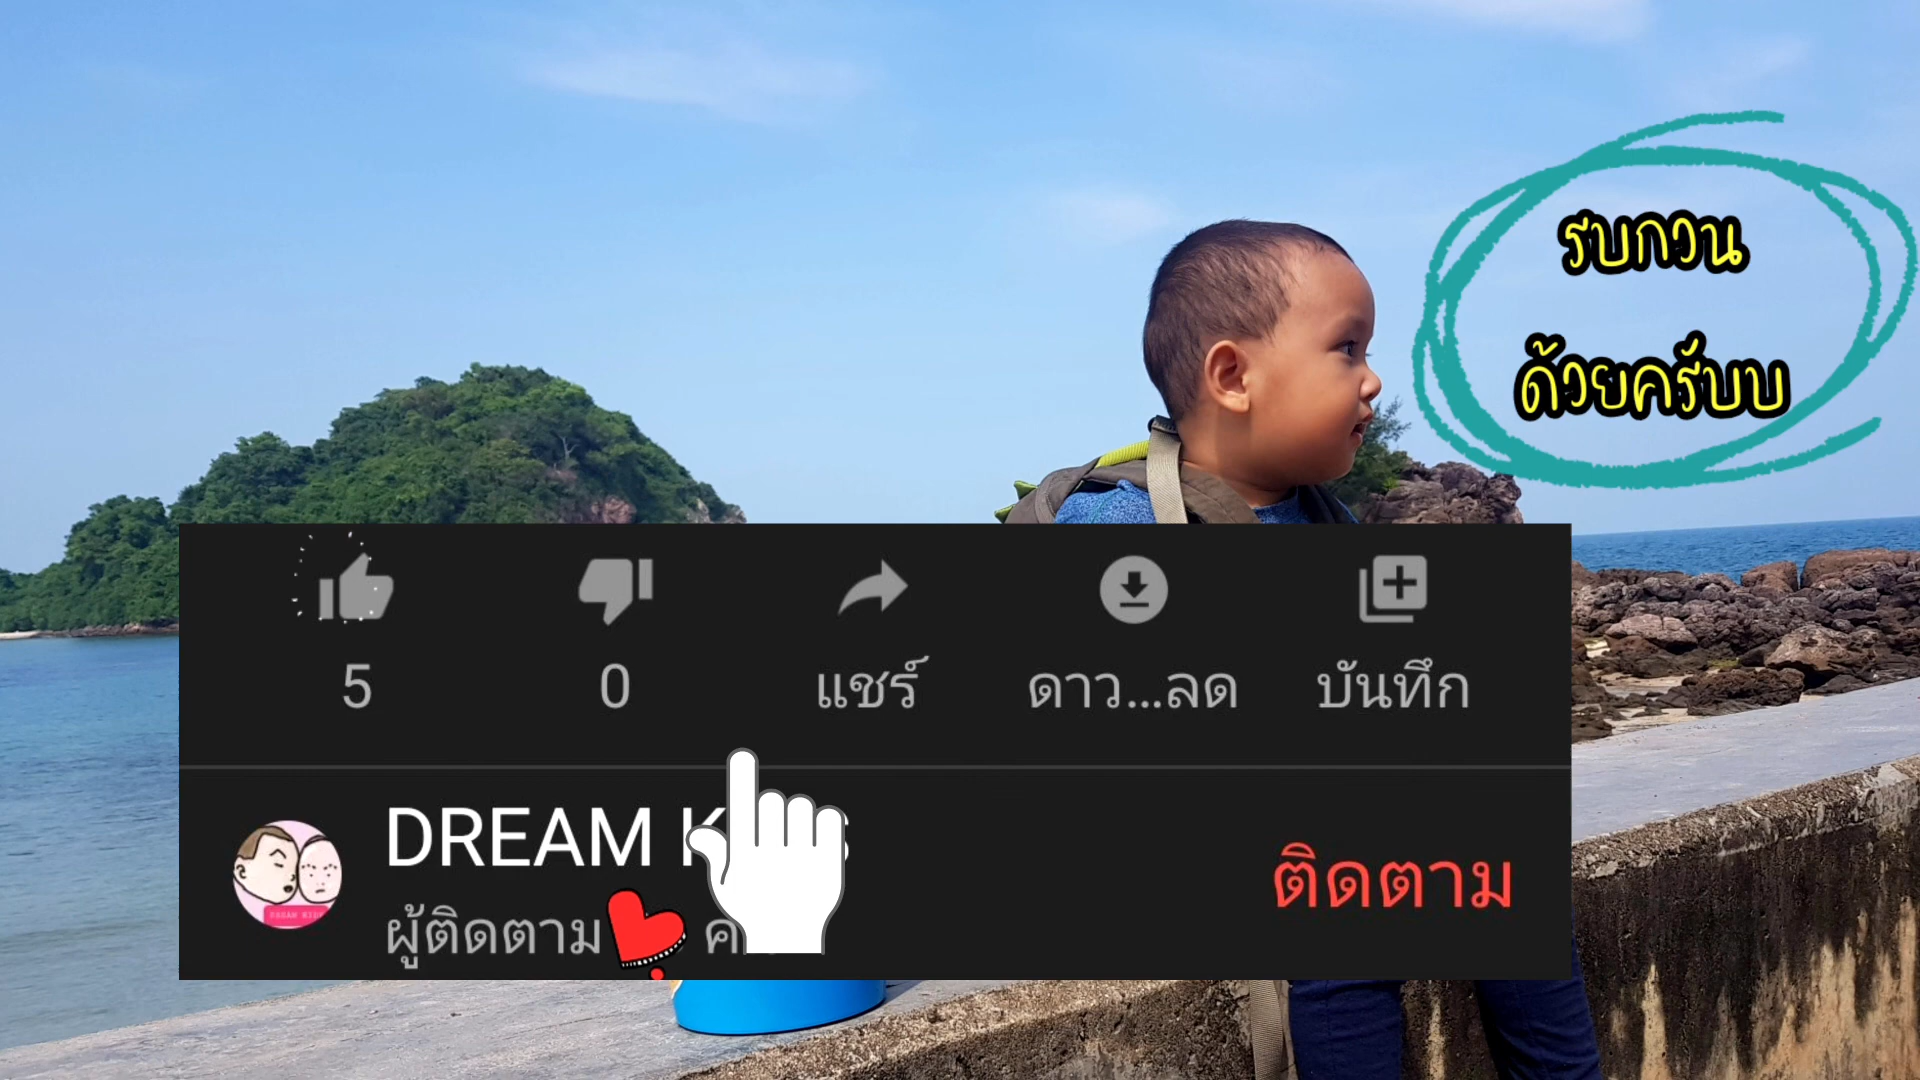 รบกวน
ด้วยครับบ
5
0
แชร์
ดาว...ลด
บันทึก
DREAM
ติดตาม
ผู้ติดตาม